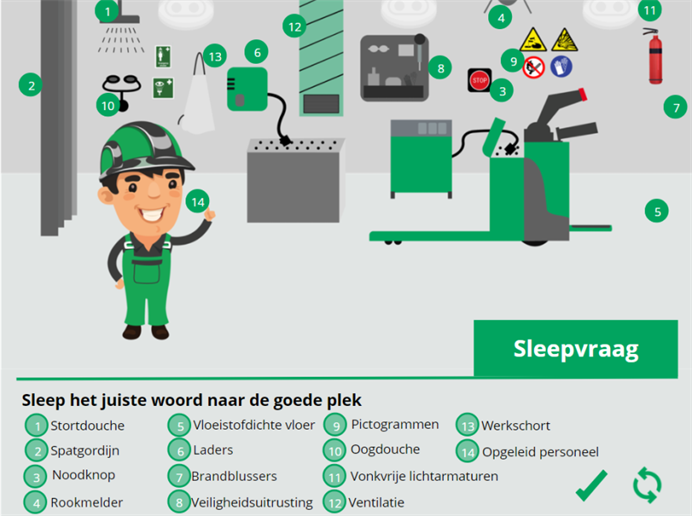 1
12
4
11
13
6
9
STOP
8
3
2
10
7
14
5
Sleepvraag
Sleep het juiste woord naar de goede plek
1 Stortdouche
5 Vloeistofdichte vloer
9 Pictogrammen
13 Werkschort
2 Spatgordijn
6 Laders
10 Oogdouche
14 Opgeleid personeel
3 Noodknop
7 Brandblussers
11 Vonkvrije lichtarmaturen
4 Rookmelder
8 Veiligheidsuitrusting
12 Ventilatie